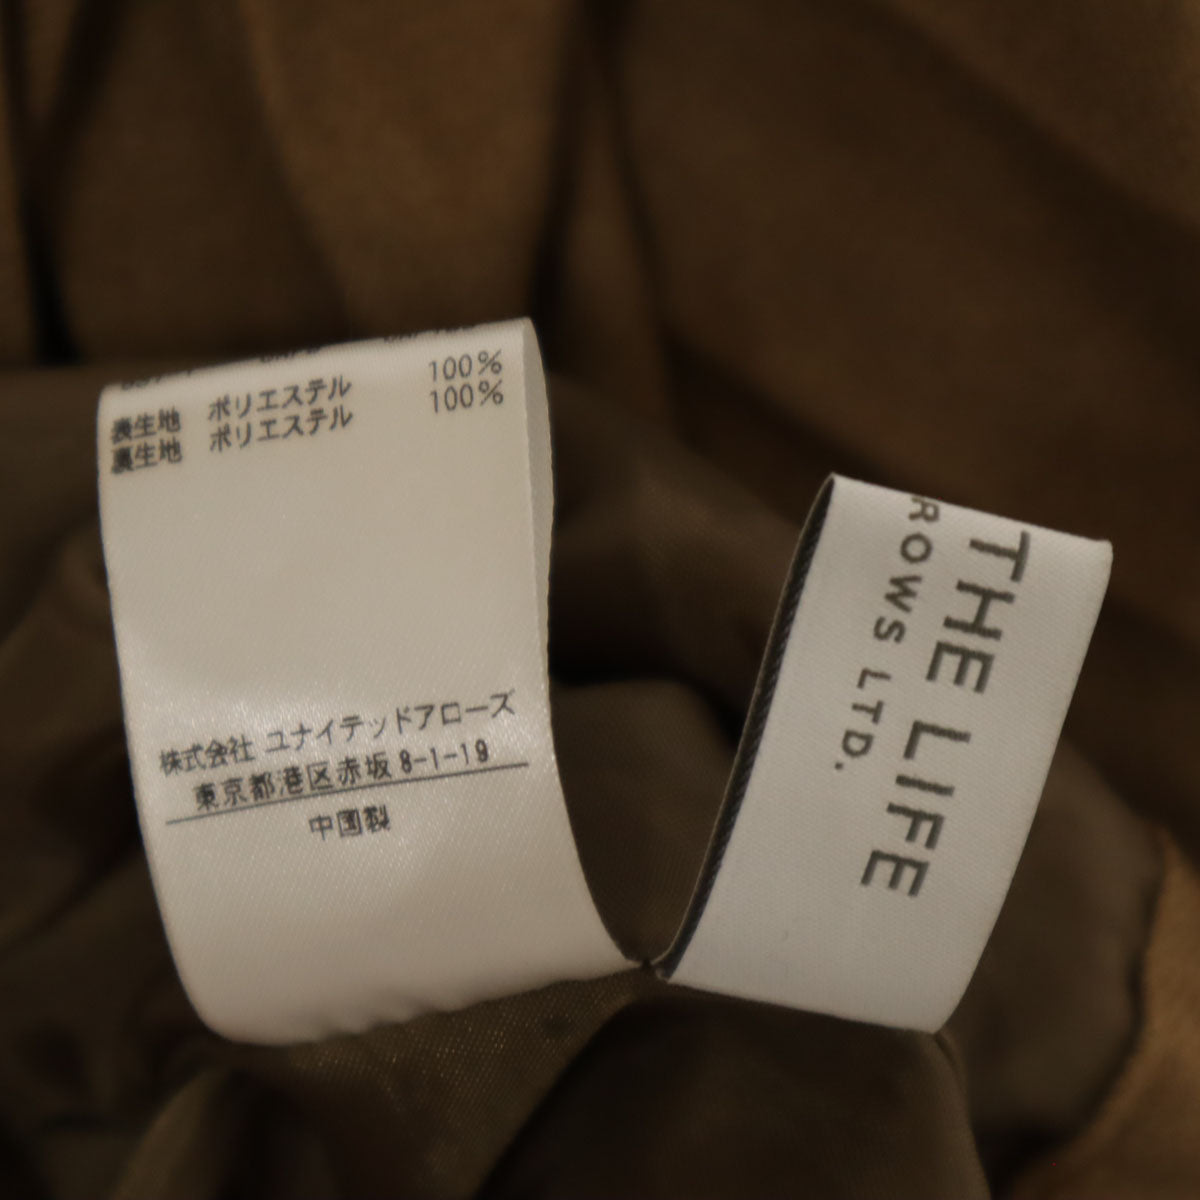 表生地 ポリエステル 100%
裏生地 ポリエステル 100%
株式会社 ユナイテッドアローズ
東京都港区赤坂 8-1-19
中国製
THE LIFE
ROWS LTD.